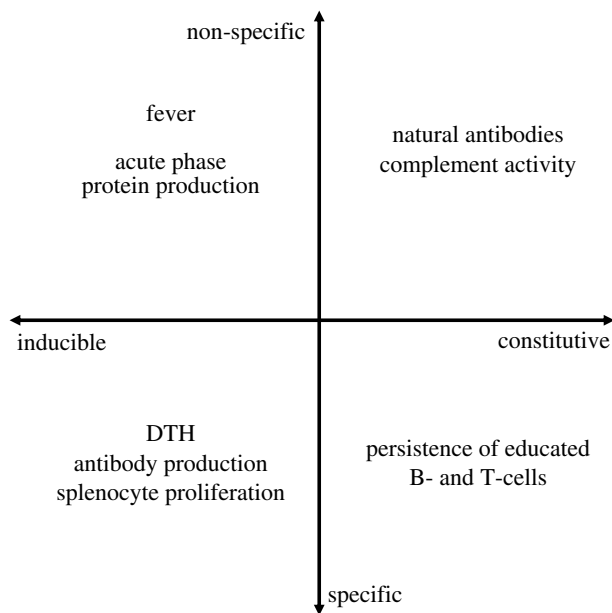 non-specific
fever
acute phase
protein production
natural antibodies
complement activity
inducible
constitutive
DTH
antibody production
splenocyte proliferation
persistence of educated
B- and T-cells
specific